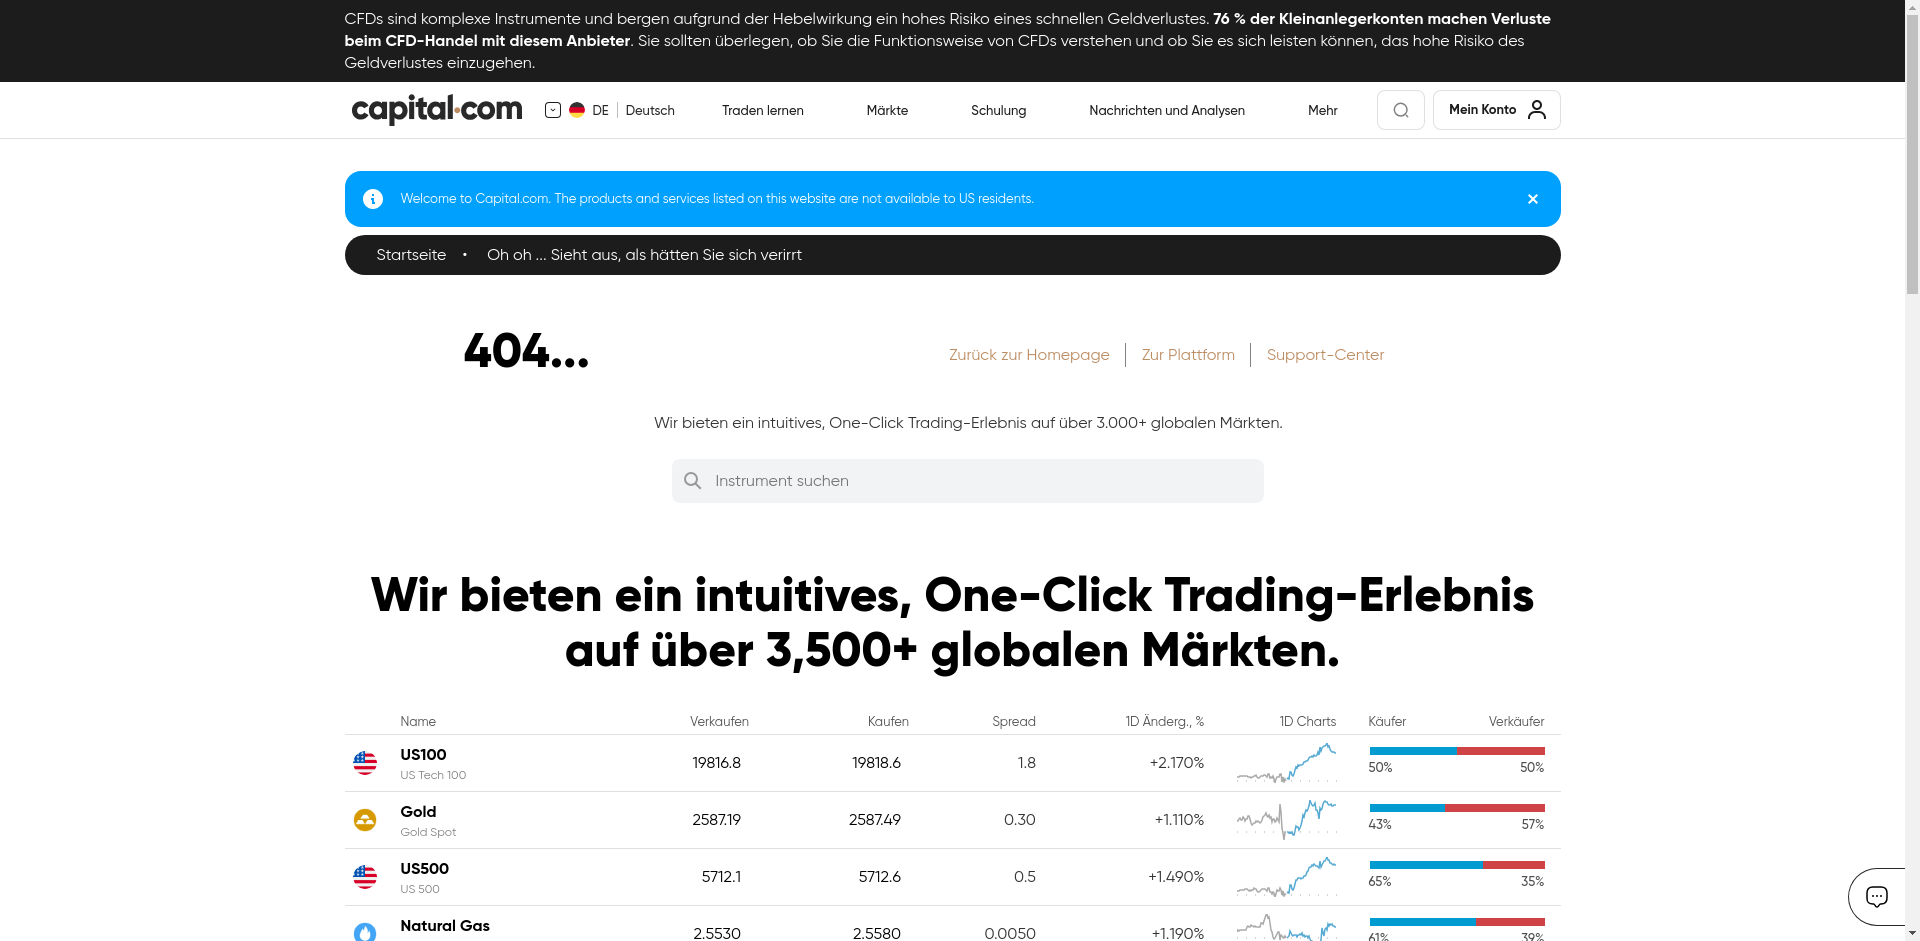 CFDs sind komplexe Instrumente und bergen aufgrund der Hebelwirkung ein hohes Risiko eines schnellen Geldverlustes. 76 % der Kleinanlegerkonten machen Verluste
beim CFD-Handel mit diesem Anbieter. Sie sollten überlegen, ob Sie die Funktionsweise von CFDs verstehen und ob Sie es sich leisten können, das hohe Risiko des
Geldverlustes einzugehen.
capital.com DE Deutsch Traden lernen Märkte Schulung Nachrichten und Analysen Mehr Mein Konto
Welcome to Capital.com. The products and services listed on this website are not available to US residents.
Startseite • Oh oh ... Sieht aus, als hätten Sie sich verirrt
404... Zurück zur Homepage Zur Plattform Support-Center
Wir bieten ein intuitives, One-Click Trading-Erlebnis auf über 3.000+ globalen Märkten.
Instrument suchen
Wir bieten ein intuitives, One-Click Trading-Erlebnis
auf über 3,500+ globalen Märkten.
Name Verkaufen Kaufen Spread 1D Änderg., % 1D Charts Käufer Verkäufer
US100 19816.8 19818.6 1.8 +2.170% 50% 50%
US Tech 100
Gold 2587.19 2587.49 0.30 +1.110% 43% 57%
Gold Spot
US500 5712.1 5712.6 0.5 +1.490% 65% 35%
US 500
Natural Gas 2.5530 2.5580 0.0050 +1.190% 61% 39%